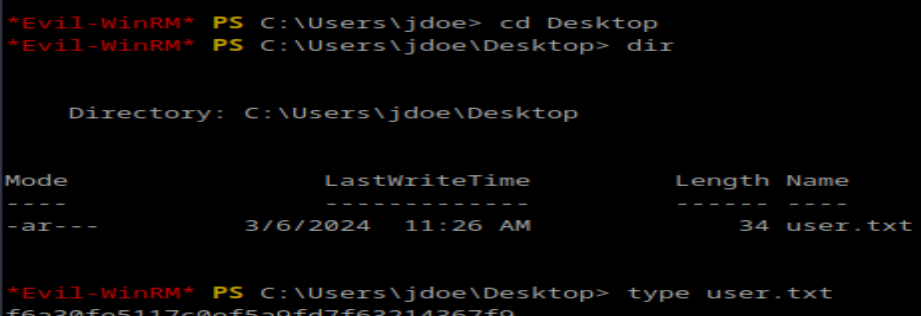 *Evil-WinRM* PS C:\Users\jdoe> cd Desktop
*Evil-WinRM* PS C:\Users\jdoe\Desktop> dir
Directory: C:\Users\jdoe\Desktop
Mode LastWriteTime Length Name
---- ------------- ------ ----
-ar--- 3/6/2024 11:26 AM 34 user.txt
*Evil-WinRM* PS C:\Users\jdoe\Desktop> type user.txt